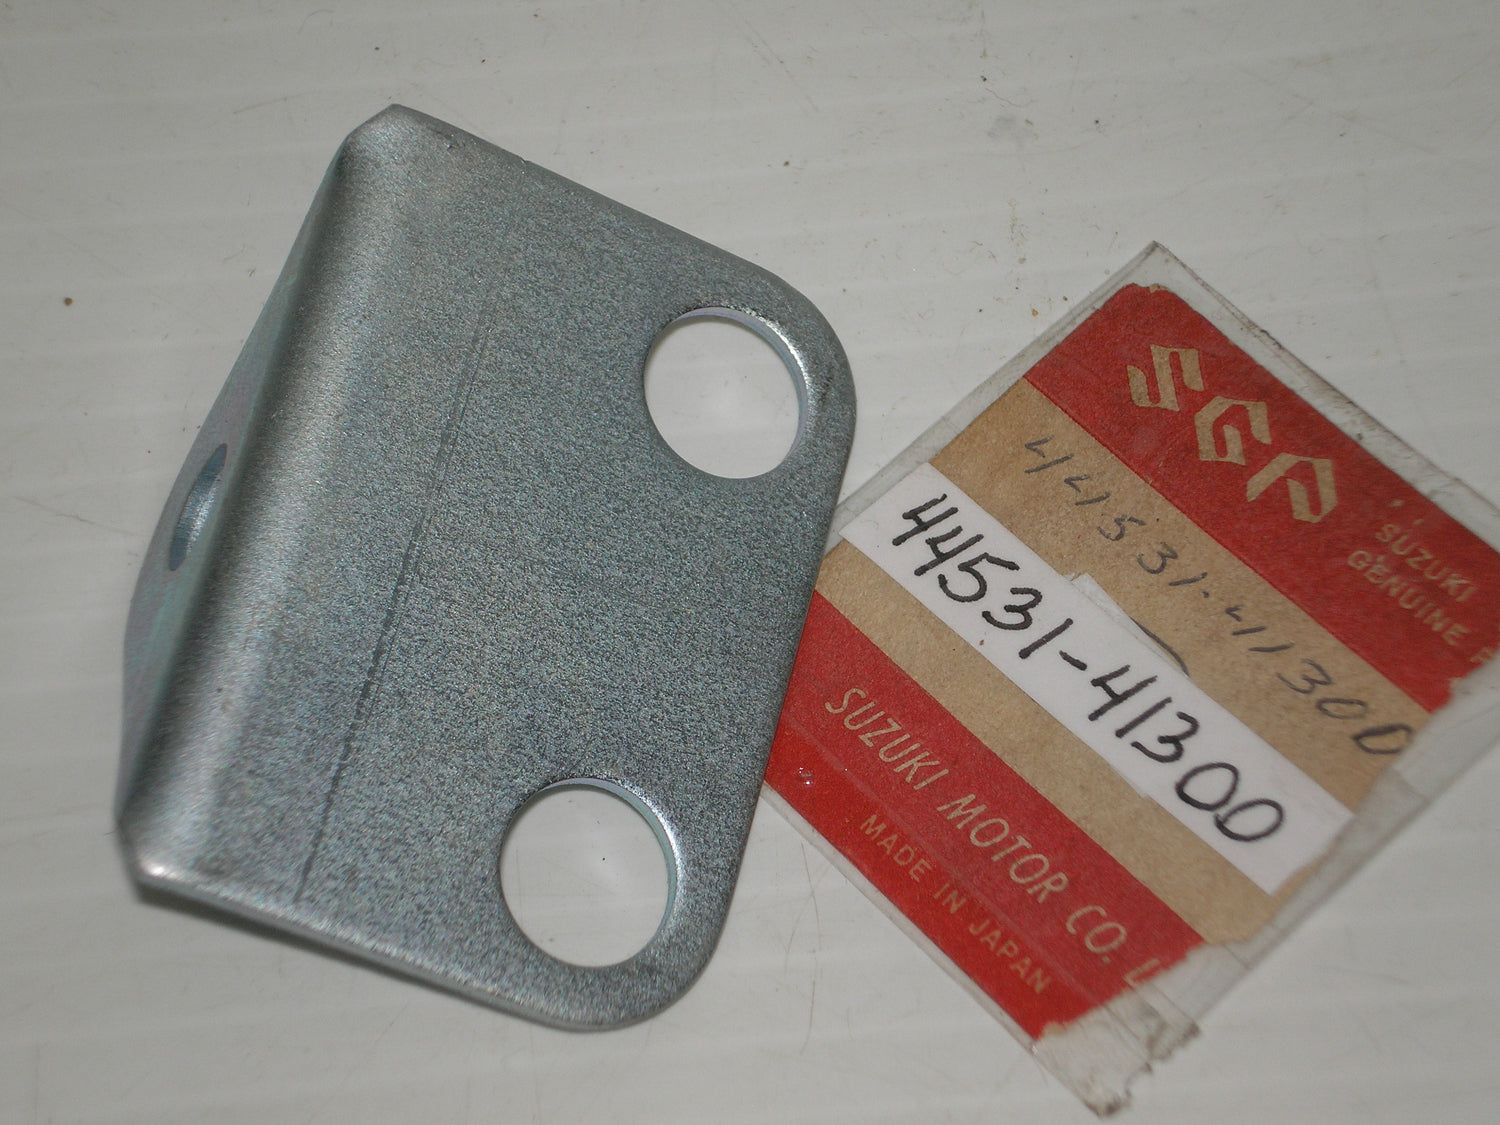 SGP
SUZUKI
GENUINE
44531-41300
44531-41300
SUZUKI MOTOR CO.
MADE IN JAPAN